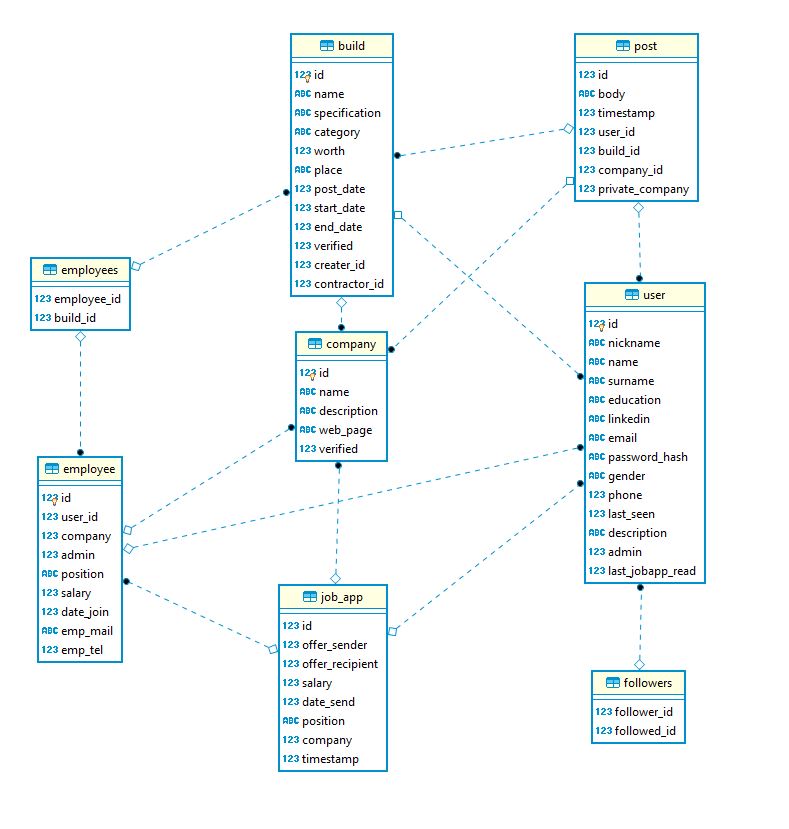 build
123 id
ABC name
ABC specification
ABC category
123 worth
ABC place
123 post_date
123 start_date
123 end_date
123 verified
123 creater_id
123 contractor_id
post
123 id
ABC body
123 timestamp
123 user_id
123 build_id
123 company_id
123 private_company
employees
123 employee_id
123 build_id
company
123 id
ABC name
ABC description
ABC web_page
123 verified
user
123 id
ABC nickname
ABC name
ABC surname
ABC education
ABC linkedin
ABC email
ABC password_hash
ABC gender
123 phone
123 last_seen
ABC description
123 admin
123 last_jobapp_read
employee
123 id
123 user_id
123 company
123 admin
ABC position
123 salary
123 date_join
ABC emp_mail
123 emp_tel
job_app
123 id
123 offer_sender
123 offer_recipient
123 salary
123 date_send
ABC position
123 company
123 timestamp
followers
123 follower_id
123 followed_id